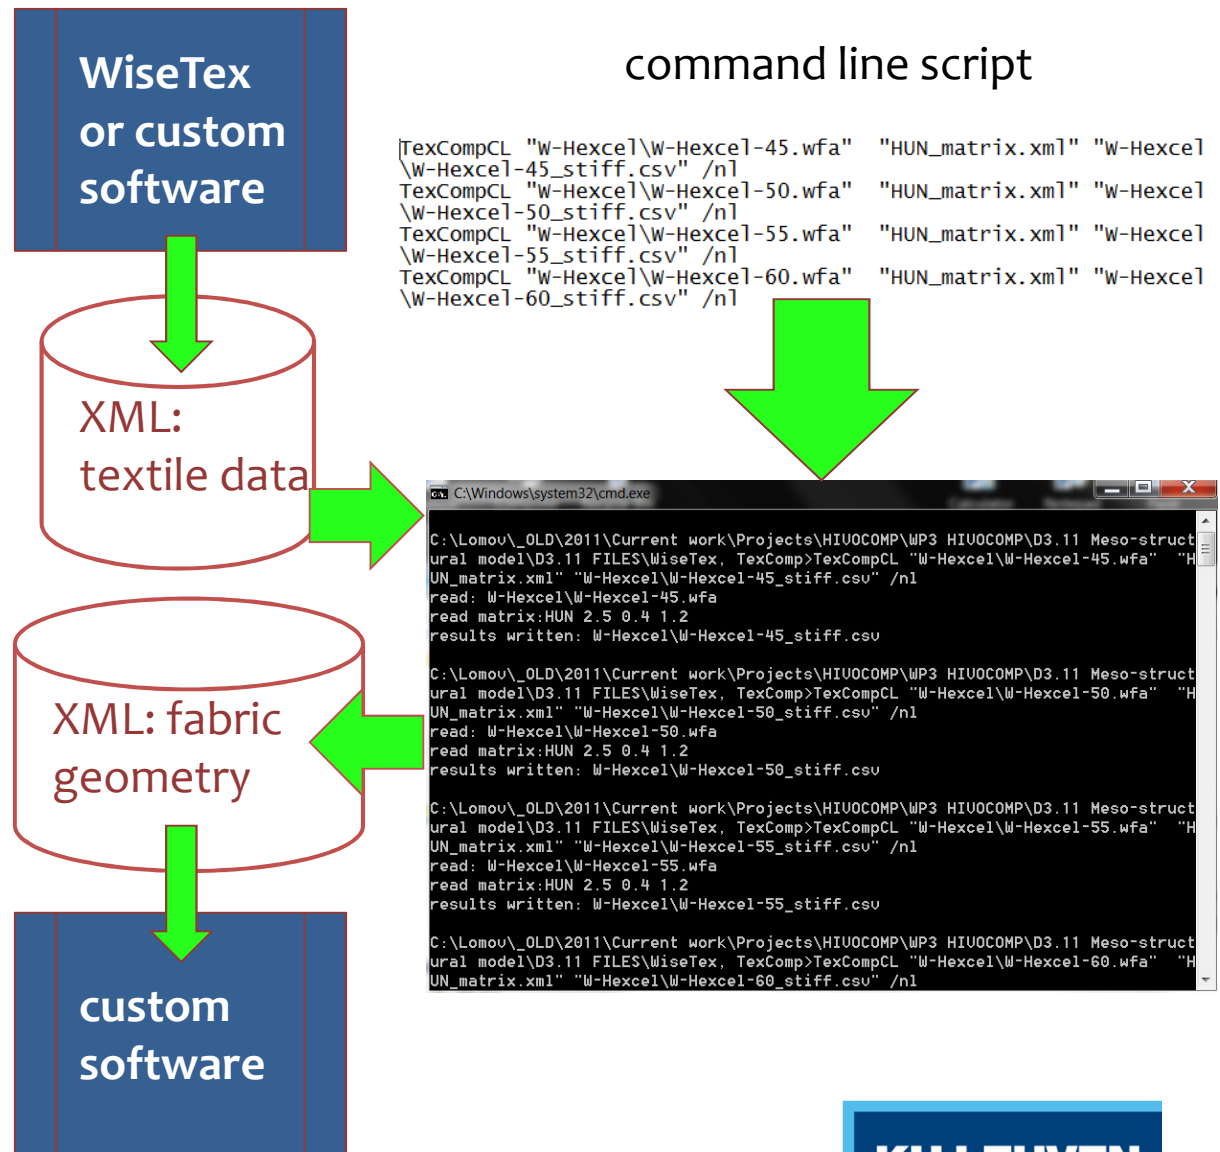 WiseTex
or custom
software
command line script
TexCompCL "W-Hexcel\W-Hexcel-45.wfa"  "HUN_matrix.xml" "W-Hexcel
\W-Hexcel-45_stiff.csv" /nl
TexCompCL "W-Hexcel\W-Hexcel-50.wfa"  "HUN_matrix.xml" "W-Hexcel
\W-Hexcel-50_stiff.csv" /nl
TexCompCL "W-Hexcel\W-Hexcel-55.wfa"  "HUN_matrix.xml" "W-Hexcel
\W-Hexcel-55_stiff.csv" /nl
TexCompCL "W-Hexcel\W-Hexcel-60.wfa"  "HUN_matrix.xml" "W-Hexcel
\W-Hexcel-60_stiff.csv" /nl
XML:
textile data
C:\Windows\system32\cmd.exe
C:\Lomov\_OLD\2011\Current work\Projects\HIVOCOMP\WP3 HIVOCOMP\D3.11 Meso-struct
ural model\D3.11 FILES\WiseTex, TexComp>TexCompCL "W-Hexcel\W-Hexcel-45.wfa"  "H
UN_matrix.xml" "W-Hexcel\W-Hexcel-45_stiff.csv" /nl
read: W-Hexcel\W-Hexcel-45.wfa
read matrix:HUN 2.5 0.4 1.2
results written: W-Hexcel\W-Hexcel-45_stiff.csv
C:\Lomov\_OLD\2011\Current work\Projects\HIVOCOMP\WP3 HIVOCOMP\D3.11 Meso-struct
ural model\D3.11 FILES\WiseTex, TexComp>TexCompCL "W-Hexcel\W-Hexcel-50.wfa"  "H
UN_matrix.xml" "W-Hexcel\W-Hexcel-50_stiff.csv" /nl
read: W-Hexcel\W-Hexcel-50.wfa
read matrix:HUN 2.5 0.4 1.2
results written: W-Hexcel\W-Hexcel-50_stiff.csv
C:\Lomov\_OLD\2011\Current work\Projects\HIVOCOMP\WP3 HIVOCOMP\D3.11 Meso-struct
ural model\D3.11 FILES\WiseTex, TexComp>TexCompCL "W-Hexcel\W-Hexcel-55.wfa"  "H
UN_matrix.xml" "W-Hexcel\W-Hexcel-55_stiff.csv" /nl
read: W-Hexcel\W-Hexcel-55.wfa
read matrix:HUN 2.5 0.4 1.2
results written: W-Hexcel\W-Hexcel-55_stiff.csv
C:\Lomov\_OLD\2011\Current work\Projects\HIVOCOMP\WP3 HIVOCOMP\D3.11 Meso-struct
ural model\D3.11 FILES\WiseTex, TexComp>TexCompCL "W-Hexcel\W-Hexcel-60.wfa"  "H
UN_matrix.xml" "W-Hexcel\W-Hexcel-60_stiff.csv" /nl
XML: fabric
geometry
custom
software